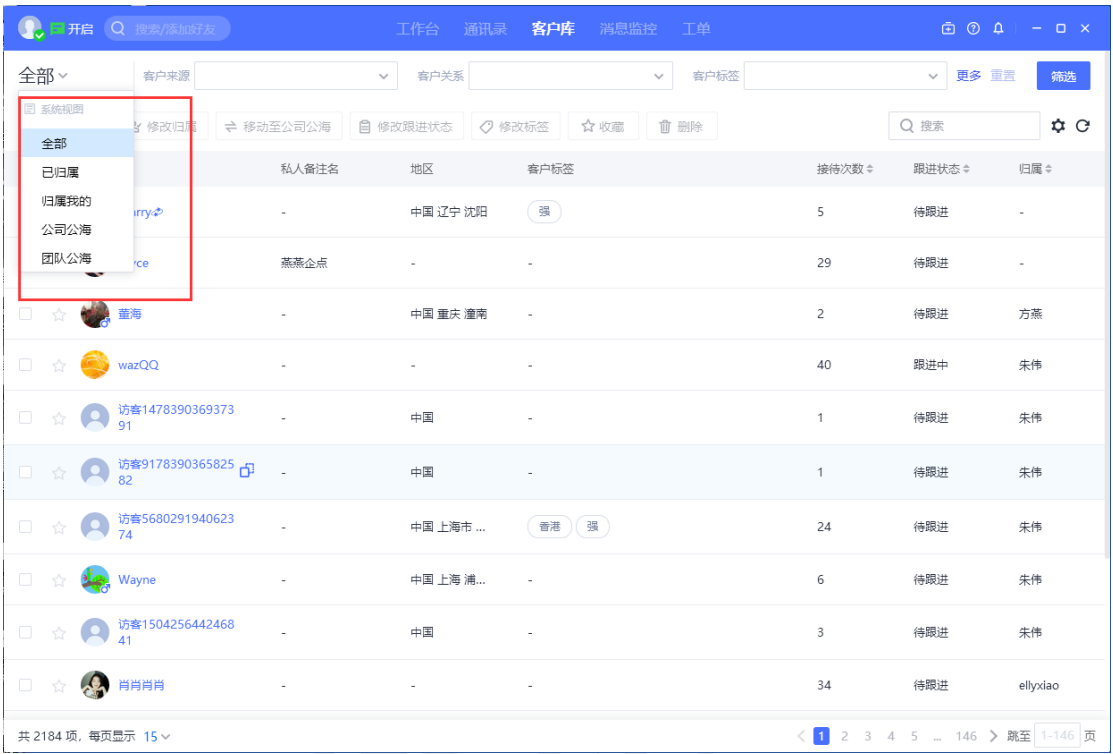 开启 搜索/添加好友 工作台 通讯录 客户库 消息监控 工单
全部 客户来源 客户关系 客户标签 更多 重置 筛选
系统视图
全部
已归属
归属我的
公司公海
团队公海
修改归属 移动至公司公海 修改跟进状态 修改标签 收藏 删除 搜索
私人备注名 地区 客户标签 接待次数 跟进状态 归属
rry - 中国 辽宁 沈阳 强 5 待跟进 -
yce 燕燕企点 - - 29 待跟进 -
董海 - 中国 重庆 潼南 - 2 待跟进 方燕
wazQQ - - - 40 跟进中 朱伟
访客1478390369373
91 - 中国 - 1 待跟进 朱伟
访客9178390365825
82 - 中国 - 1 待跟进 朱伟
访客5680291940623
74 - 中国 上海市 ... 香港 强 24 待跟进 朱伟
Wayne - 中国 上海 浦... - 6 待跟进 朱伟
访客1504256442468
41 - 中国 - 3 待跟进 朱伟
肖肖肖肖 - - - 34 待跟进 ellyxiao
共 2184 项, 每页显示 15 1 2 3 4 5 ... 146 跳至 1-146 页